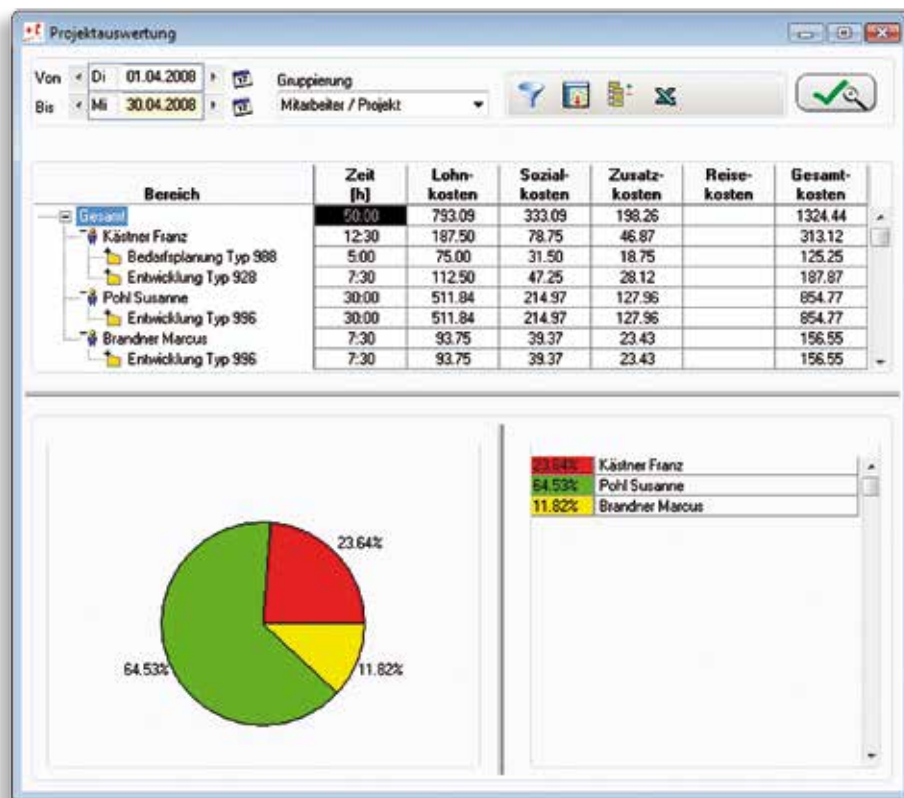 Projektauswertung
Von Di 01.04.2008
Gruppierung
Bis Mi 30.04.2008
Mitarbeiter / Projekt
Bereich Zeit [h] Lohn-kosten Sozial-kosten Zusatz-kosten Reise-kosten Gesamt-kosten
Gesamt 50:00 793.09 333.09 198.26 1324.44
Kästner Franz 12:30 187.50 78.75 46.87 313.12
Bedarfsplanung Typ 988 5:00 75.00 31.50 18.75 125.25
Entwicklung Typ 928 7:30 112.50 47.25 28.12 187.87
Pohl Susanne 30:00 511.84 214.97 127.96 854.77
Entwicklung Typ 996 30:00 511.84 214.97 127.96 854.77
Brandner Marcus 7:30 93.75 39.37 23.43 156.55
Entwicklung Typ 996 7:30 93.75 39.37 23.43 156.55
23.64% Kästner Franz
64.53% Pohl Susanne
11.82% Brandner Marcus
23.64%
64.53%
11.82%